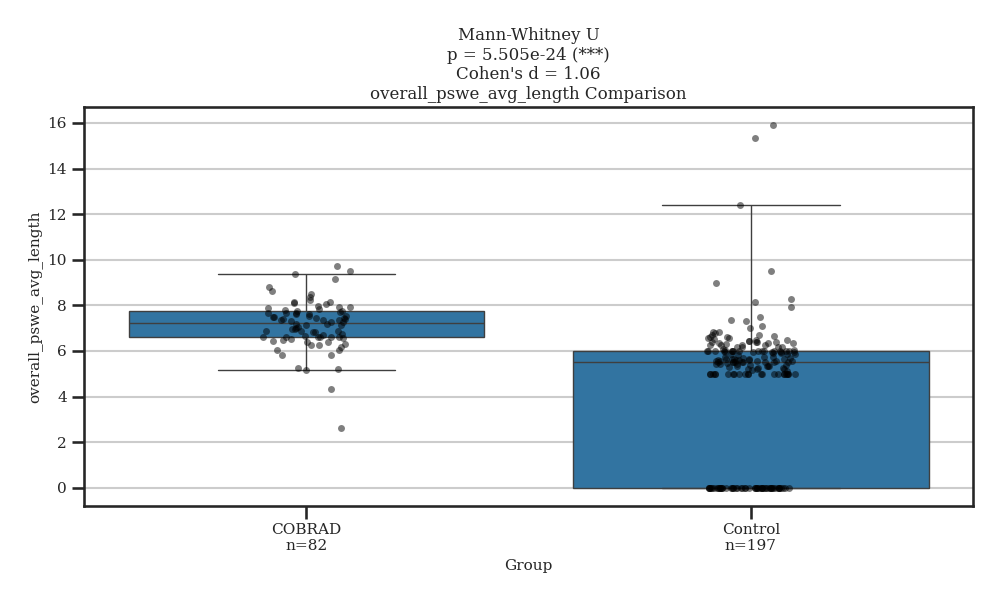 Mann-Whitney U
p = 5.505e-24 (***)
Cohen's d = 1.06
overall_pswe_avg_length Comparison
overall_pswe_avg_length
16
14
12
10
8
6
4
2
0
COBRAD
n=82
Control
n=197
Group